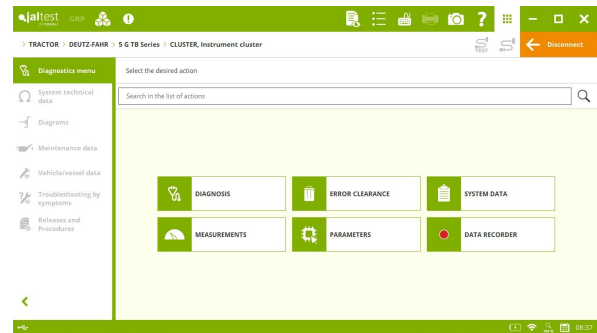 jaltest GRP
> TRACTOR > DEUTZ-FAHR > 5 G TB Series > CLUSTER, Instrument cluster
TEST
Disconnect
Diagnostics menu
Select the desired action
System technical
data
Search in the list of actions
Diagrams
Maintenance data
Vehicle/vessel data
Troubleshooting by
symptoms
Releases and
Procedures
DIAGNOSIS
ERROR CLEARANCE
SYSTEM DATA
MEASUREMENTS
PARAMETERS
DATA RECORDER
08:37